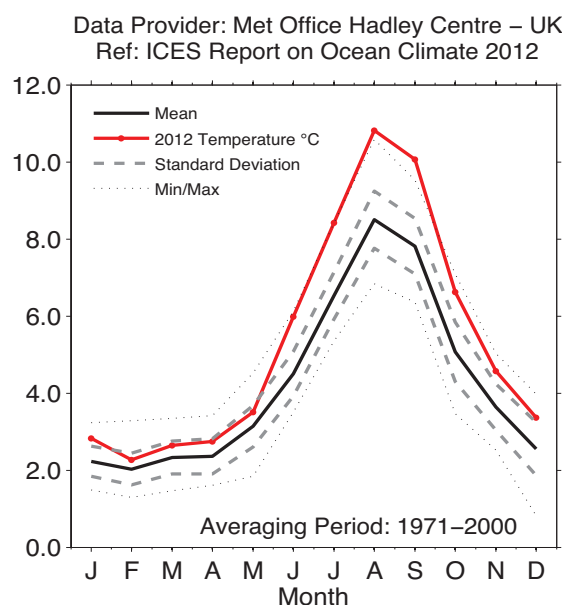 Data Provider: Met Office Hadley Centre – UK
Ref: ICES Report on Ocean Climate 2012
12.0
10.0
8.0
6.0
4.0
2.0
0.0
Mean
2012 Temperature °C
Standard Deviation
Min/Max
Averaging Period: 1971–2000
J F M A M J J A S O N D
Month